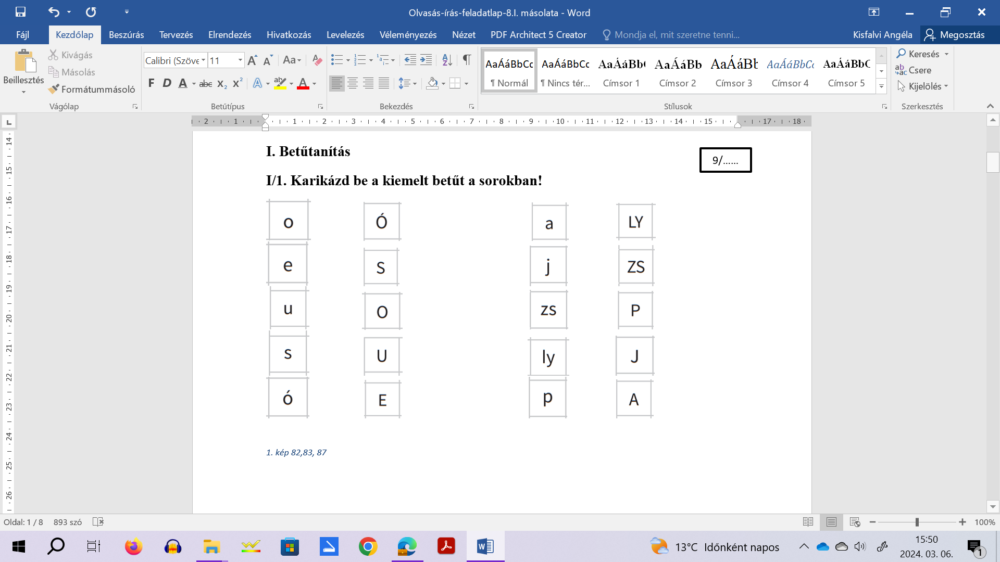 Olvasás-írás-feladatlap-8.I. másolata - Word
Fájl Kezdőlap Beszúrás Tervezés Elrendezés Hivatkozás Levelezés Véleményezés Nézet PDF Architect 5 Creator Mondja el, mit szeretne tenni... Kisfalvi Angéla Megosztás
Beillesztés
Kivágás
Másolás
Formátummásoló
Vágólap
Calibri (Szöve 11
Betűtípus
Bekezdés
AaÁáBbCc AaÁáBbCc AaÁáBbC AaÁáBb AaÁáBb AaÁáBbCc AaÁáBbC
¶ Normál ¶ Nincs tér... Címsor 1 Címsor 2 Címsor 3 Címsor 4 Címsor 5
Stílusok
Keresés
Csere
Kijelölés
Szerkesztés
2 1 1 2 3 4 5 6 7 8 9 10 11 12 13 14 15 17 18
14 15 16 17 18 19 20 21 22 23 24 25 26
I. Betűtanítás
9/......
I/1. Karikázd be a kiemelt betűt a sorokban!
o Ó a LY
e S j ZS
u O zs P
s U ly J
ó E p A
1. kép 82,83, 87
Oldal: 1 / 8 893 szó 100%
13°C Időnként napos
15:50
2024. 03. 06.
1